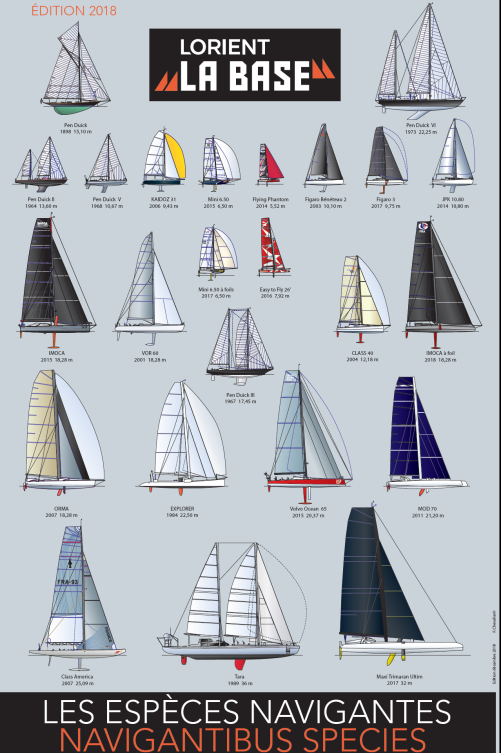 ÉDITION 2018
LORIENT
LA BASE
Pen Duick
1898 15,10 m
Pen Duick VI
1973 22,25 m
Pen Duick II
1964 13,60 m
Pen Duick V
1968 10,67 m
KAIDOZ 31
2006 9,43 m
Mini 6.50
2015 6,50 m
Flying Phantom
2014 5,52 m
Figaro Bénéteau 2
2003 10,10 m
Figaro 3
2017 9,75 m
JPK 10.80
2014 10,80 m
Mini 6.50 à foils
2017 6,50 m
Easy to Fly 26'
2016 7,92 m
IMOCA
2015 18,28 m
VOR 60
2001 18,28 m
CLASS 40
2004 12,18 m
IMOCA à foil
2018 18,28 m
Pen Duick III
1967 17,45 m
ORMA
2007 18,28 m
EXPLORER
1984 22,50 m
Volvo Ocean 65
2015 20,37 m
MOD 70
2011 21,20 m
FRA-93
Class America
2007 25,09 m
Tara
1989 36 m
Maxi Trimaran Ultim
2017 32 m
LES ESPÈCES NAVIGANTES
NAVIGANTIBUS SPECIES